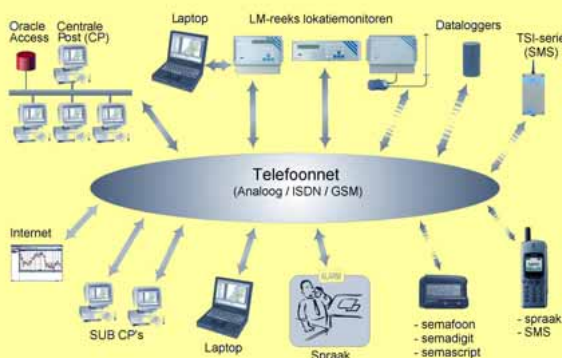 Oracle
Access
Centrale
Post (CP)
Laptop
LM-reeks lokatiemonitoren
Dataloggers
TSI-serie
(SMS)
Telefoonnet
(Analoog / ISDN / GSM)
Internet
SUB CP's
Laptop
ALARM
Spraak
- semafoon
- semadigit
- semascript
- spraak
- SMS